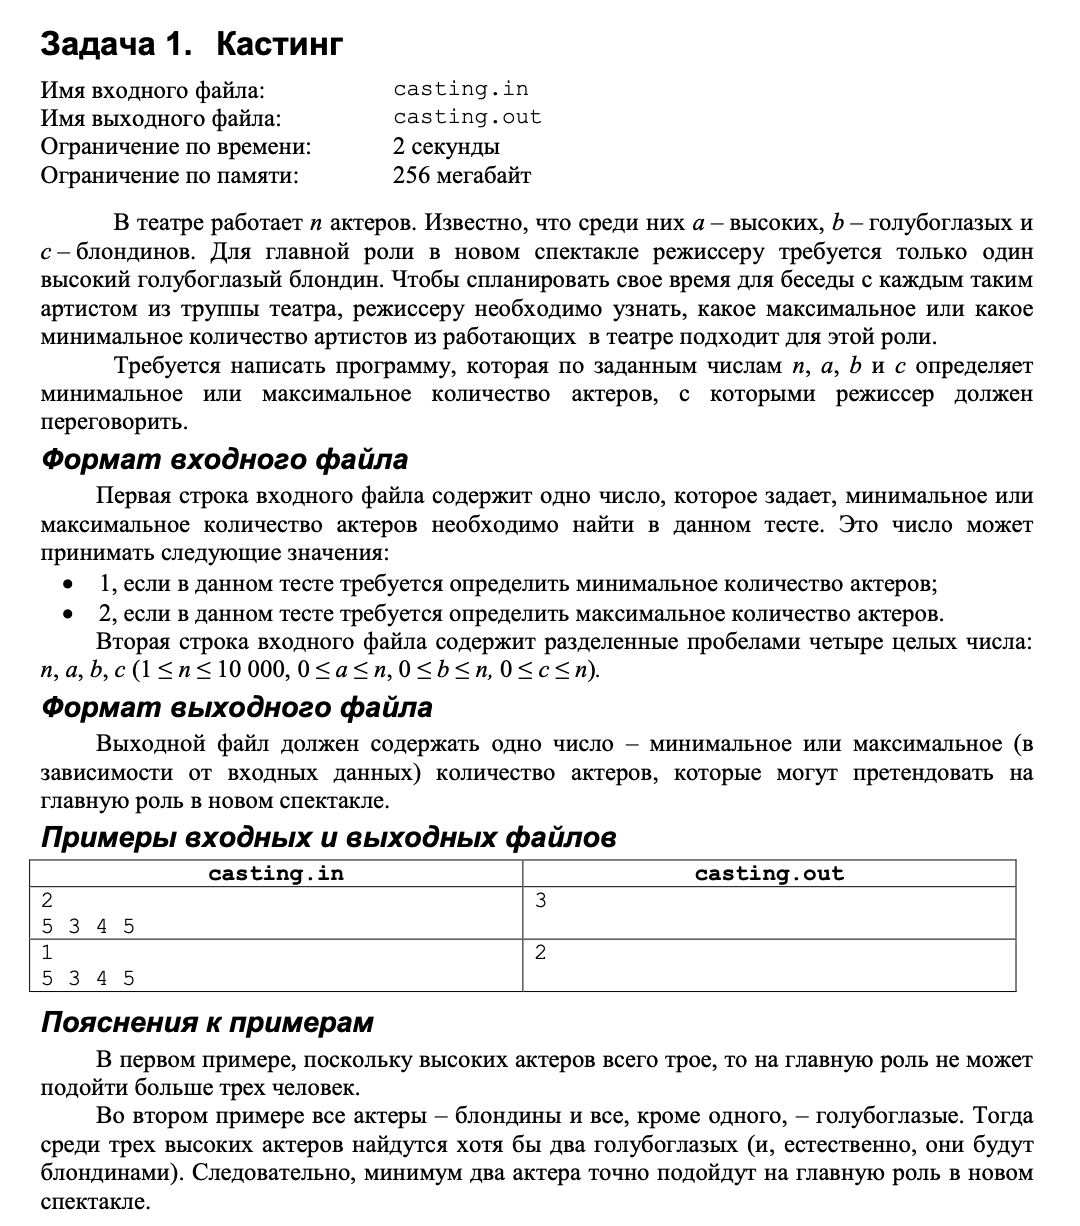 Задача 1. Кастинг
Имя входного файла: casting.in
Имя выходного файла: casting.out
Ограничение по времени: 2 секунды
Ограничение по памяти: 256 мегабайт
В театре работает n актеров. Известно, что среди них a – высоких, b – голубоглазых и
c – блондинов. Для главной роли в новом спектакле режиссеру требуется только один
высокий голубоглазый блондин. Чтобы спланировать свое время для беседы с каждым таким
артистом из труппы театра, режиссеру необходимо узнать, какое максимальное или какое
минимальное количество артистов из работающих в театре подходит для этой роли.
Требуется написать программу, которая по заданным числам n, a, b и c определяет
минимальное или максимальное количество актеров, с которыми режиссер должен
переговорить.
Формат входного файла
Первая строка входного файла содержит одно число, которое задает, минимальное или
максимальное количество актеров необходимо найти в данном тесте. Это число может
принимать следующие значения:
• 1, если в данном тесте требуется определить минимальное количество актеров;
• 2, если в данном тесте требуется определить максимальное количество актеров.
Вторая строка входного файла содержит разделенные пробелами четыре целых числа:
n, a, b, c (1 ≤ n ≤ 10 000, 0 ≤ a ≤ n, 0 ≤ b ≤ n, 0 ≤ c ≤ n).
Формат выходного файла
Выходной файл должен содержать одно число – минимальное или максимальное (в
зависимости от входных данных) количество актеров, которые могут претендовать на
главную роль в новом спектакле.
Примеры входных и выходных файлов
casting.in casting.out
2 3
5 3 4 5
1 2
5 3 4 5
Пояснения к примерам
В первом примере, поскольку высоких актеров всего трое, то на главную роль не может
подойти больше трех человек.
Во втором примере все актеры – блондины и все, кроме одного, – голубоглазые. Тогда
среди трех высоких актеров найдутся хотя бы два голубоглазых (и, естественно, они будут
блондинами). Следовательно, минимум два актера точно подойдут на главную роль в новом
спектакле.